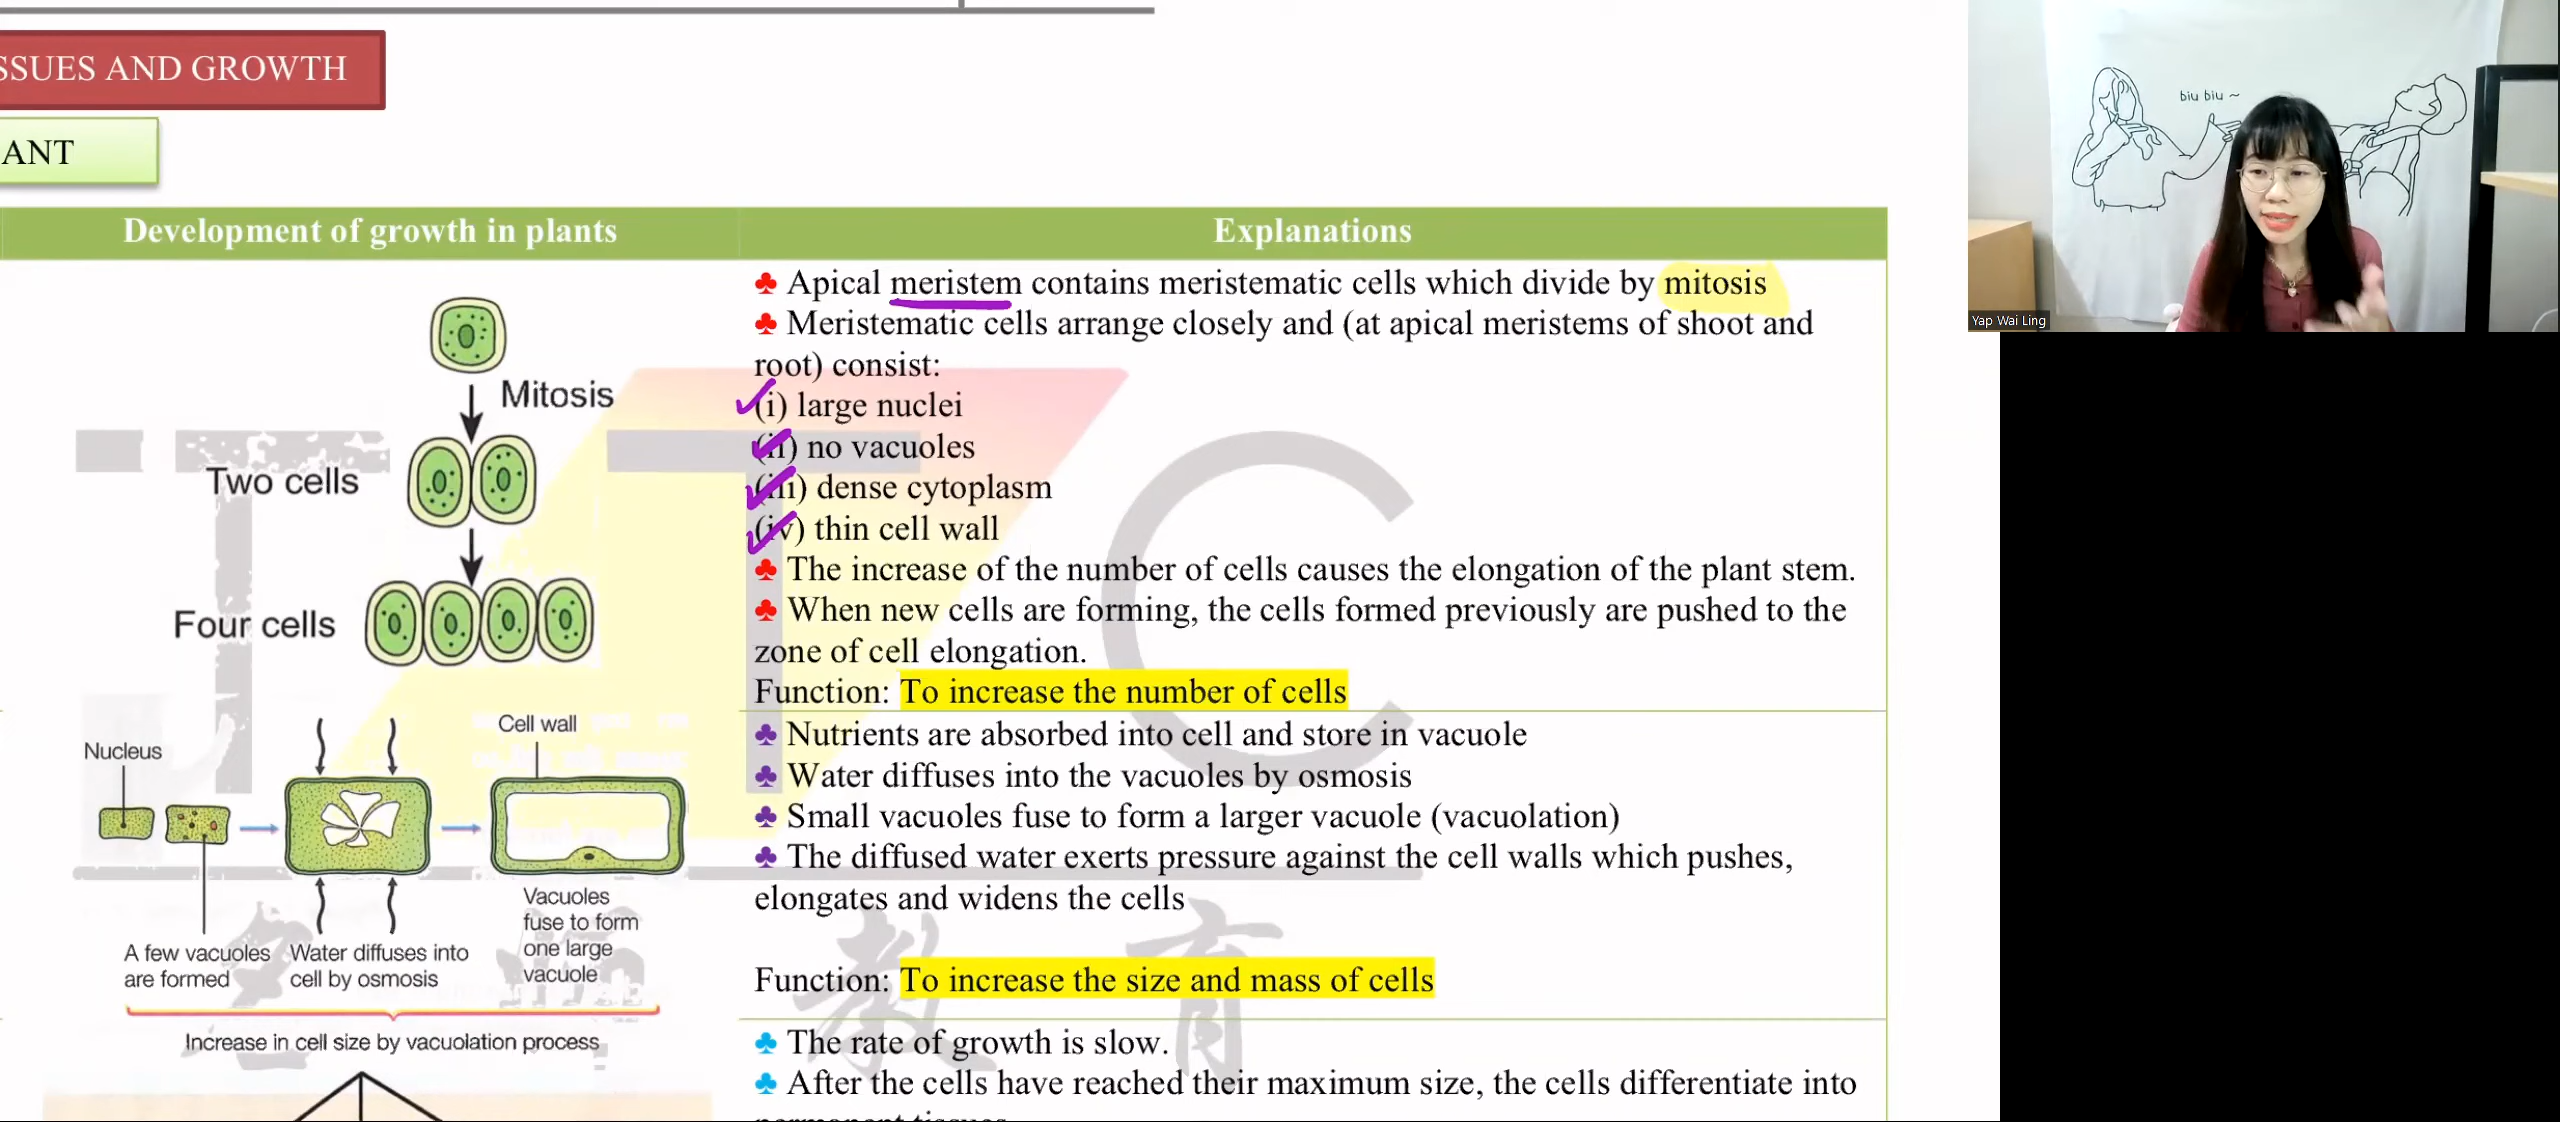 SSUES AND GROWTH
ANT
Development of growth in plants
Explanations
Mitosis
Two cells
Four cells
♣ Apical meristem contains meristematic cells which divide by mitosis
♣ Meristematic cells arrange closely and (at apical meristems of shoot and
root) consist:
(i) large nuclei
(ii) no vacuoles
(iii) dense cytoplasm
(iv) thin cell wall
♣ The increase of the number of cells causes the elongation of the plant stem.
♣ When new cells are forming, the cells formed previously are pushed to the
zone of cell elongation.
Function: To increase the number of cells
Nucleus
Cell wall
A few vacuoles
are formed
Water diffuses into
cell by osmosis
Vacuoles
fuse to form
one large
vacuole
Increase in cell size by vacuolation process
♣ Nutrients are absorbed into cell and store in vacuole
♣ Water diffuses into the vacuoles by osmosis
♣ Small vacuoles fuse to form a larger vacuole (vacuolation)
♣ The diffused water exerts pressure against the cell walls which pushes,
elongates and widens the cells
Function: To increase the size and mass of cells
♣ The rate of growth is slow.
♣ After the cells have reached their maximum size, the cells differentiate into
permanent tissues
T C
教 育
biu biu ~
Yap Wai Ling